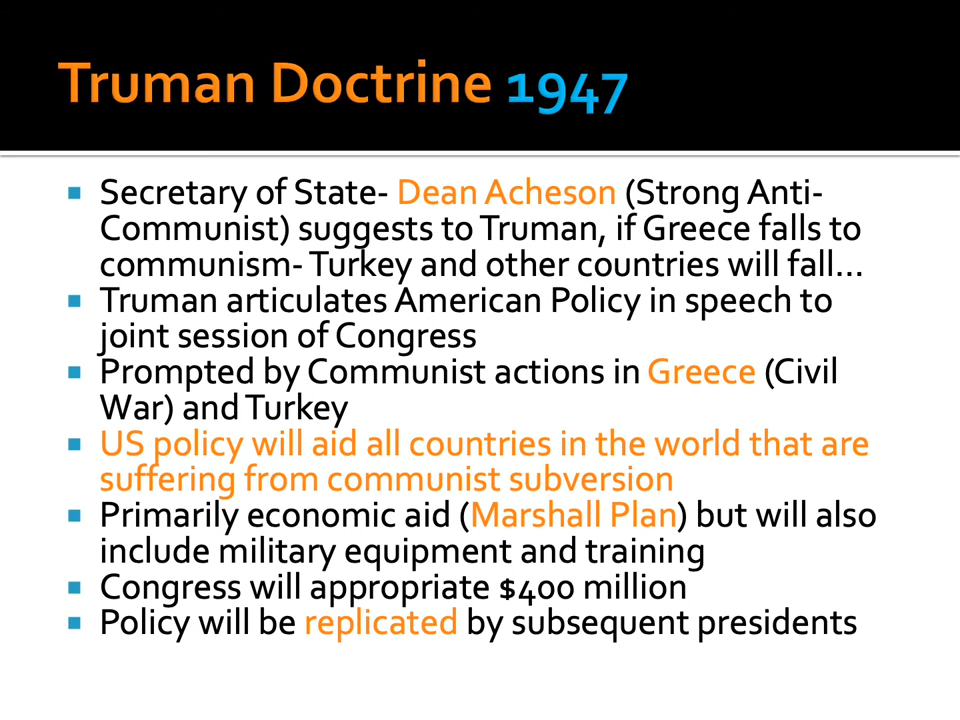 Truman Doctrine 1947
Secretary of State- Dean Acheson (Strong Anti-
Communist) suggests to Truman, if Greece falls to
communism- Turkey and other countries will fall…
Truman articulates American Policy in speech to
joint session of Congress
Prompted by Communist actions in Greece (Civil
War) and Turkey
US policy will aid all countries in the world that are
suffering from communist subversion
Primarily economic aid (Marshall Plan) but will also
include military equipment and training
Congress will appropriate $400 million
Policy will be replicated by subsequent presidents